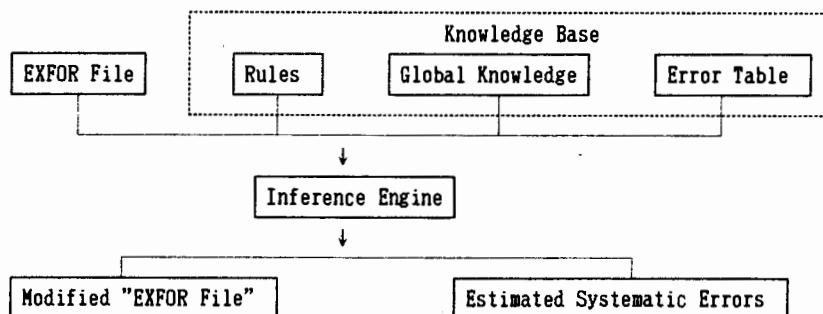 Knowledge Base
EXFOR File
Rules
Global Knowledge
Error Table
Inference Engine
Modified "EXFOR File"
Estimated Systematic Errors